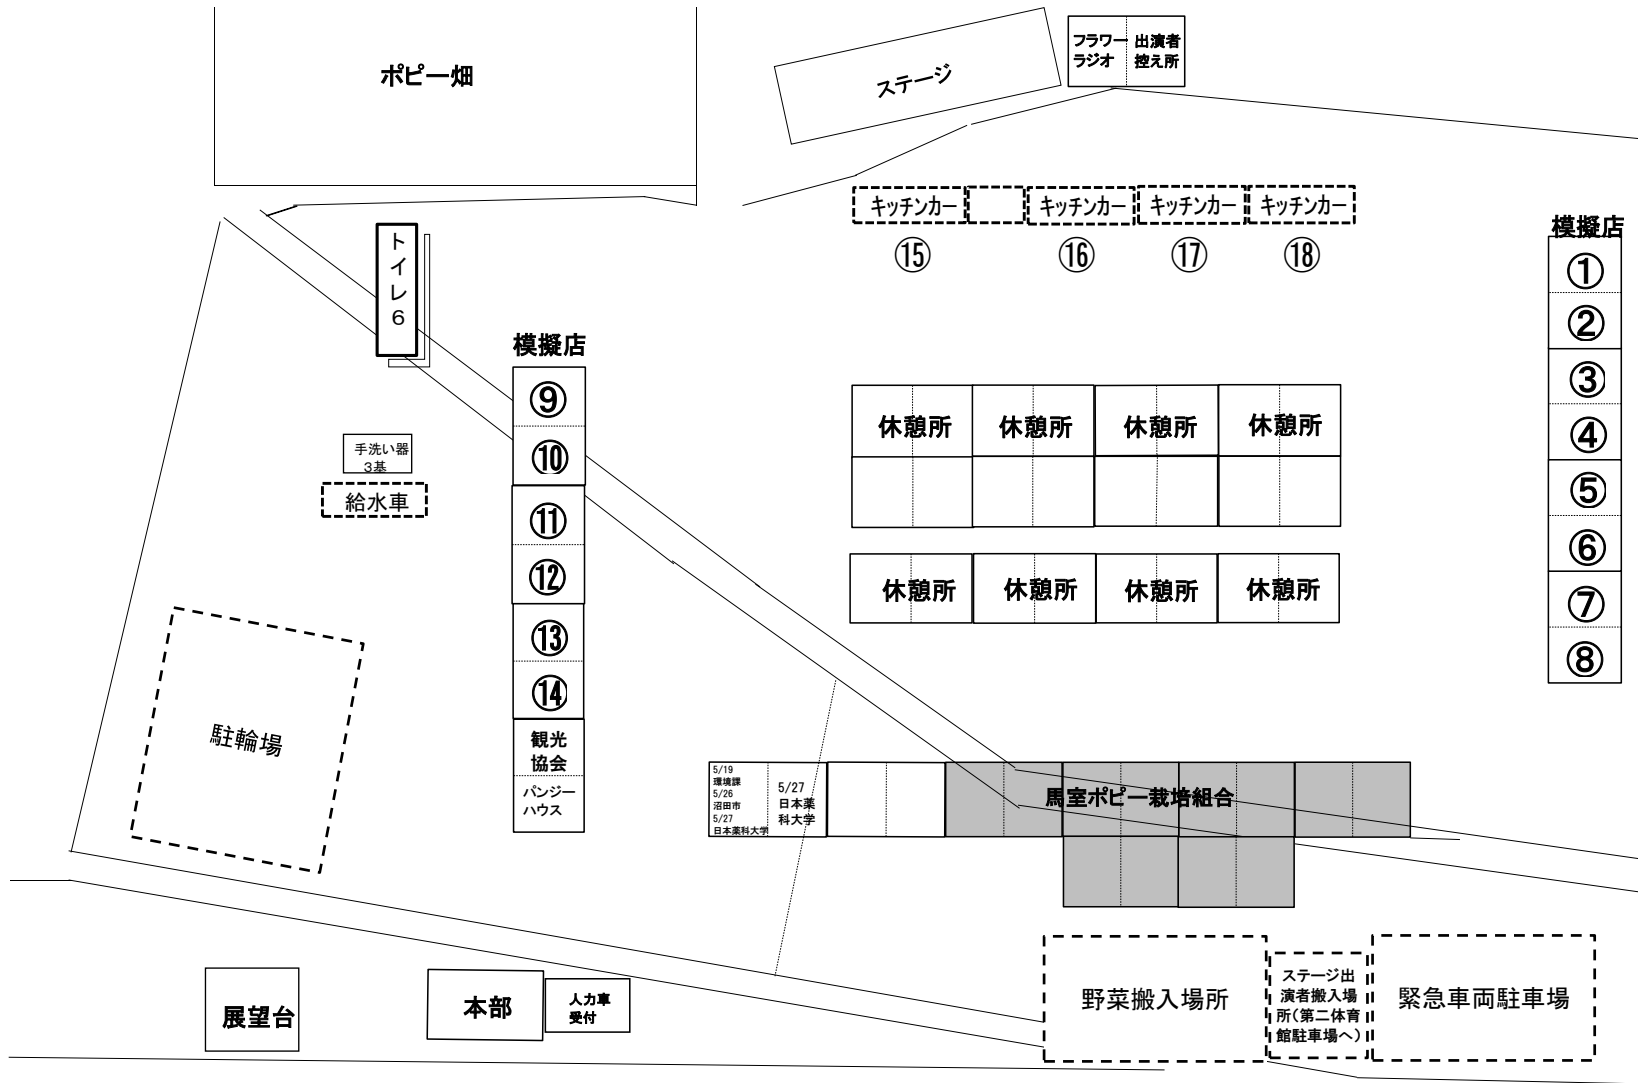 ポピー畑
ステージ
フラワー
ラジオ
出演者
控え所
キッチンカー
キッチンカー
キッチンカー
キッチンカー
⑮
⑯
⑰
⑱
模擬店
①
②
③
④
⑤
⑥
⑦
⑧
トイレ6
模擬店
⑨
⑩
⑪
⑫
⑬
⑭
観光
協会
パンジー
ハウス
手洗い器
3基
給水車
休憩所
休憩所
休憩所
休憩所
休憩所
休憩所
休憩所
休憩所
駐輪場
5/19
環境課
5/26
沼田市
5/27
日本薬科大学
5/27
日本薬
科大学
馬室ポピー栽培組合
展望台
本部
人力車
受付
野菜搬入場所
ステージ出
演者搬入場
所(第二体育
館駐車場へ)
緊急車両駐車場